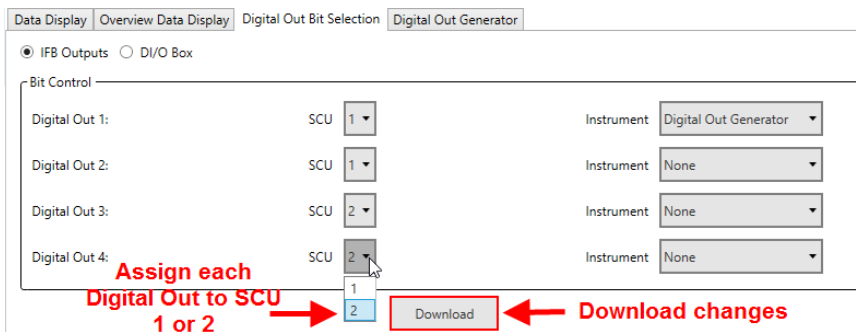 Data Display Overview Data Display Digital Out Bit Selection Digital Out Generator
IFB Outputs DI/O Box
Bit Control
Digital Out 1: SCU 1 Instrument Digital Out Generator
Digital Out 2: SCU 1 Instrument None
Digital Out 3: SCU 2 Instrument None
Digital Out 4: SCU 2 Instrument None
1
2
Assign each
Digital Out to SCU
1 or 2
Download
Download changes